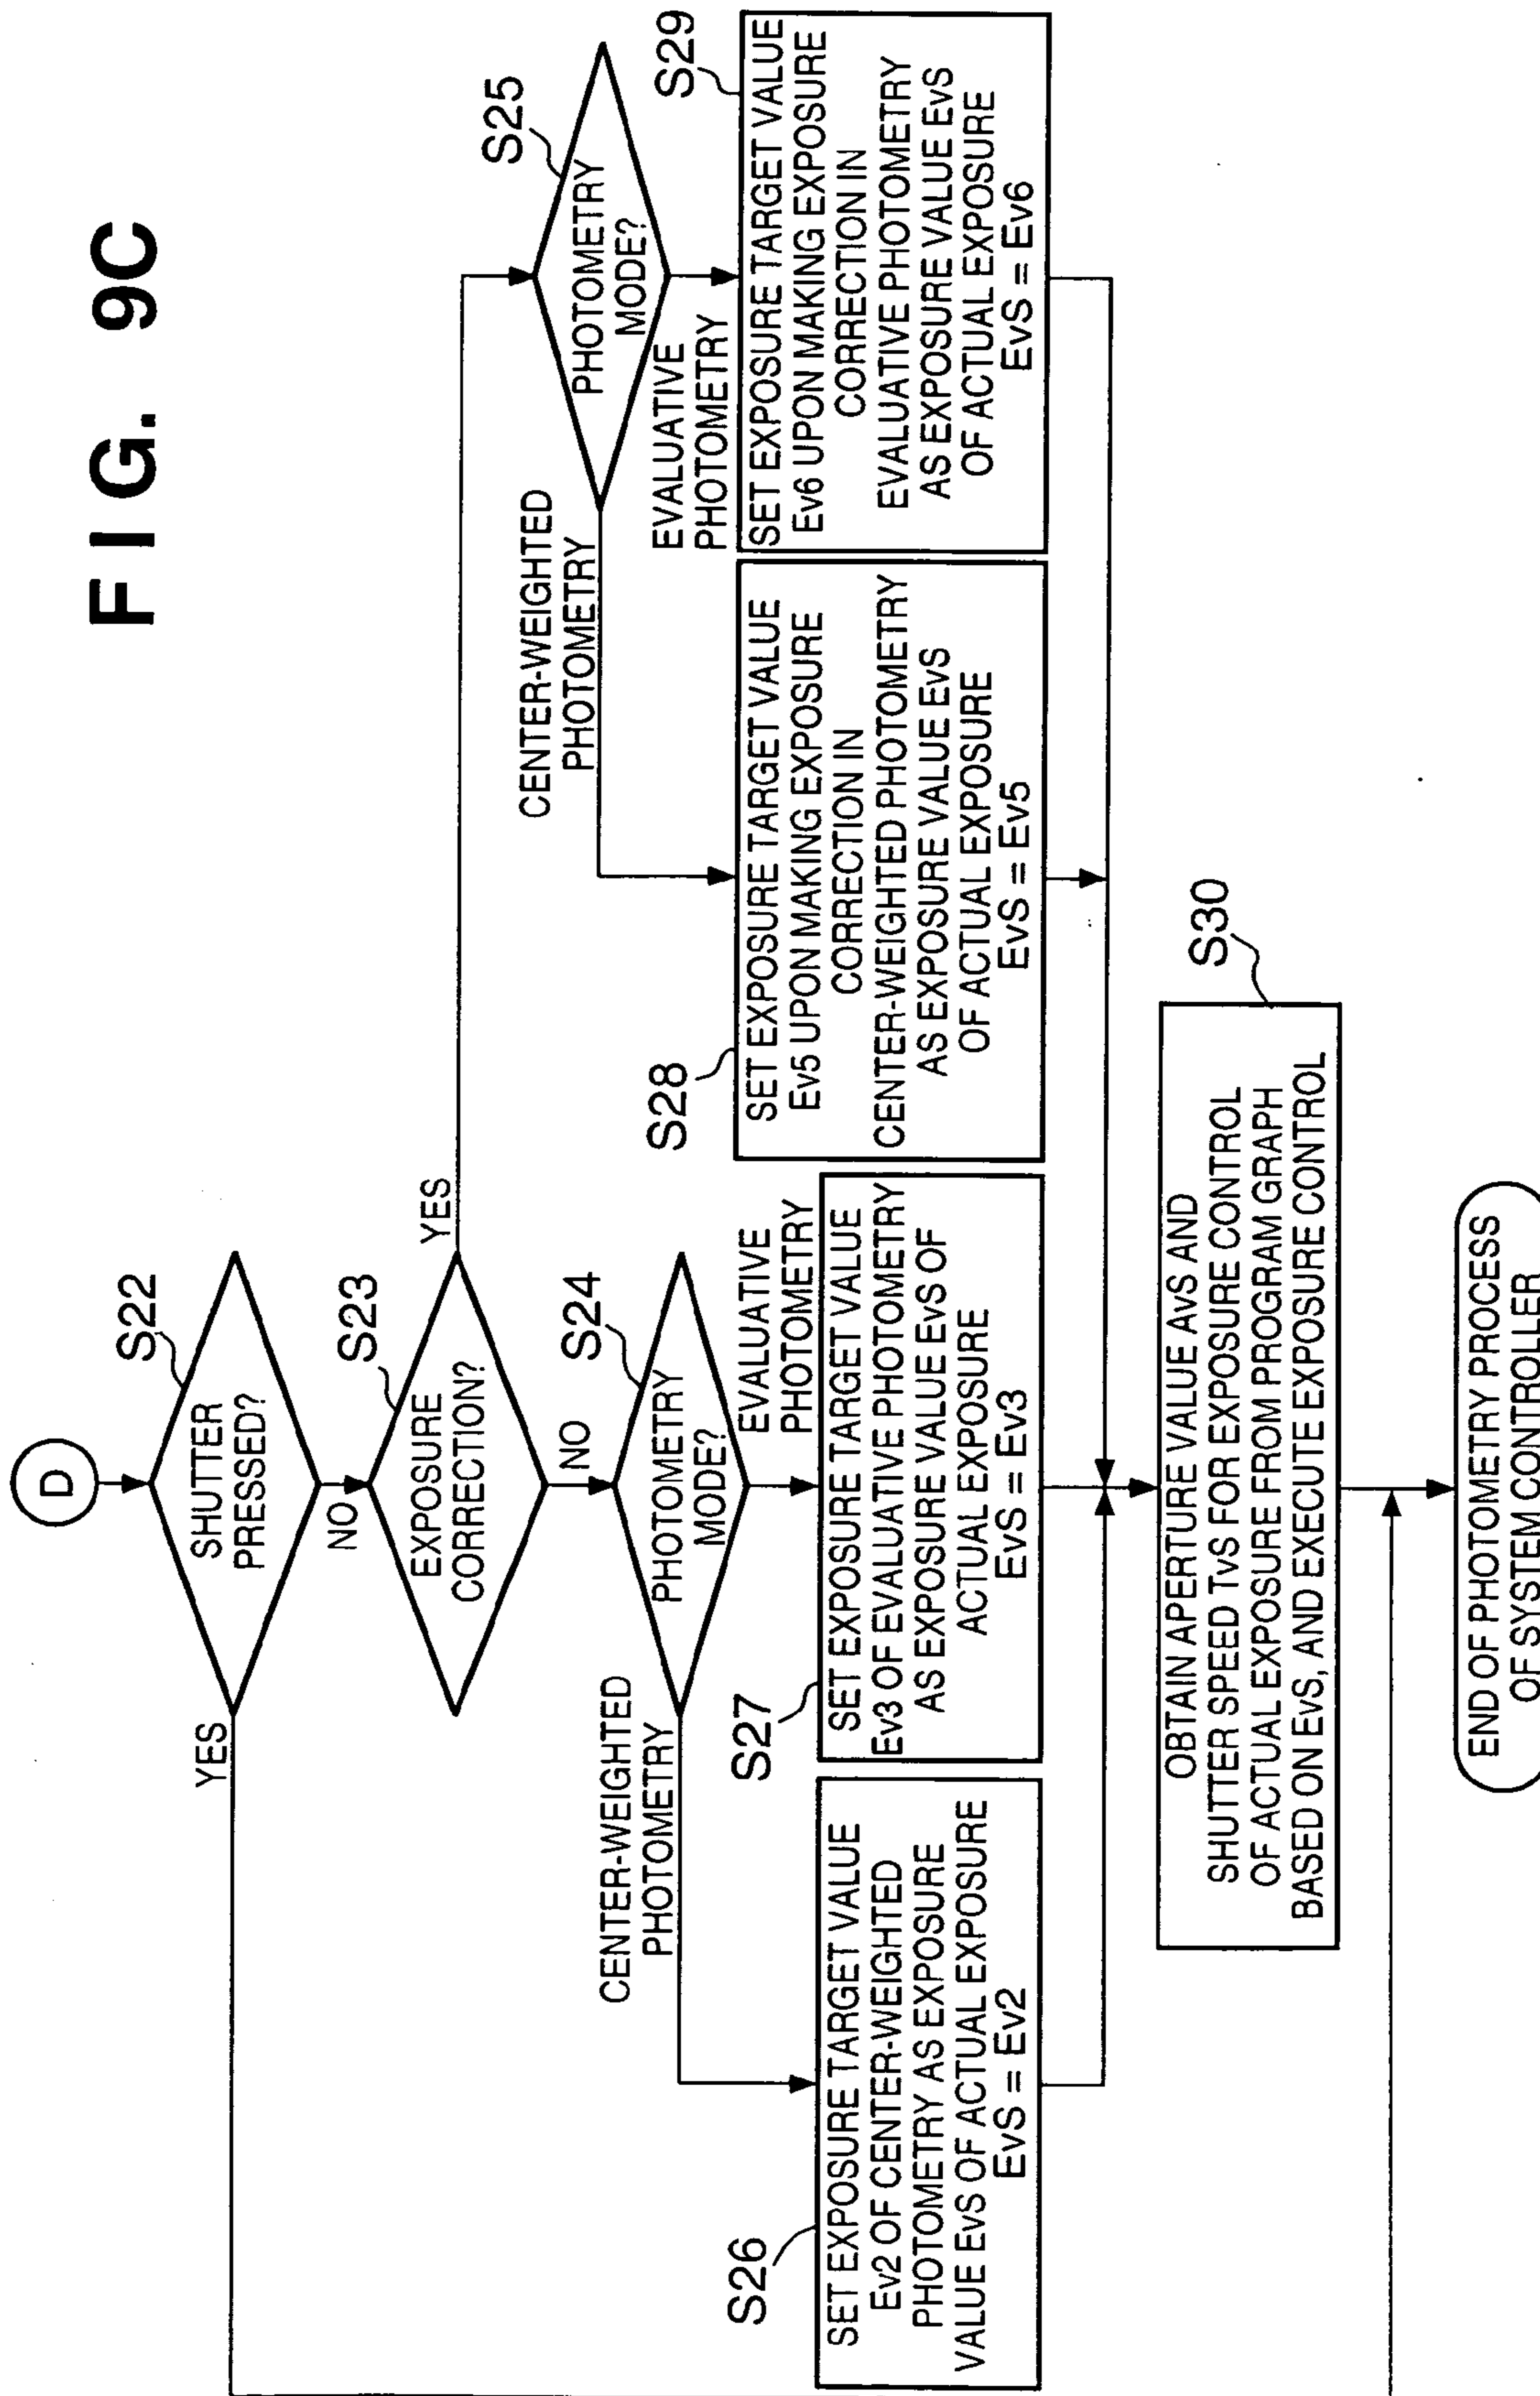 FIG. 9C
D
SHUTTER
PRESSED?
S22
YES
NO
EXPOSURE
CORRECTION?
S23
YES
NO
PHOTOMETRY
MODE?
S24
CENTER-WEIGHTED
PHOTOMETRY
EVALUATIVE
PHOTOMETRY
PHOTOMETRY
MODE?
S25
CENTER-WEIGHTED
PHOTOMETRY
EVALUATIVE
PHOTOMETRY
S26
SET EXPOSURE TARGET VALUE
Ev2 OF CENTER-WEIGHTED
PHOTOMETRY AS EXPOSURE
VALUE EvS OF ACTUAL EXPOSURE
EvS = Ev2
S27
SET EXPOSURE TARGET VALUE
Ev3 OF EVALUATIVE PHOTOMETRY
AS EXPOSURE VALUE EvS OF
ACTUAL EXPOSURE
EvS = Ev3
S28
SET EXPOSURE TARGET VALUE
Ev5 UPON MAKING EXPOSURE
CORRECTION IN
CENTER-WEIGHTED PHOTOMETRY
AS EXPOSURE VALUE EvS
OF ACTUAL EXPOSURE
EvS = Ev5
S29
SET EXPOSURE TARGET VALUE
Ev6 UPON MAKING EXPOSURE
CORRECTION IN
EVALUATIVE PHOTOMETRY
AS EXPOSURE VALUE EvS
OF ACTUAL EXPOSURE
EvS = Ev6
S30
OBTAIN APERTURE VALUE AvS AND
SHUTTER SPEED TvS FOR EXPOSURE CONTROL
OF ACTUAL EXPOSURE FROM PROGRAM GRAPH
BASED ON EvS, AND EXECUTE EXPOSURE CONTROL
END OF PHOTOMETRY PROCESS
OF SYSTEM CONTROLLER